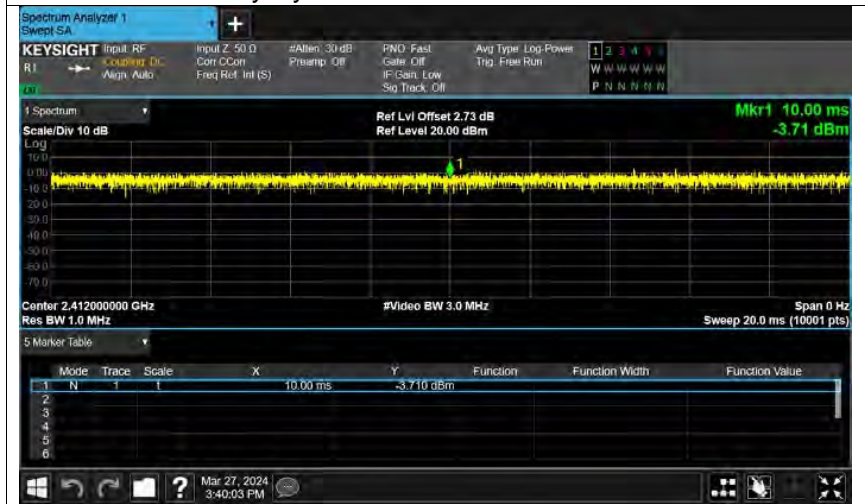 Spectrum Analyzer 1
Swept SA
+
KEYSIGHT Input: RF Input Z: 50 Ω #Atten: 30 dB PNO: Fast Avg Type: Log-Power 1 2 3 4 5 6
Coupling: DC Corr CCorr Preamp: Off Gate: Off Trig: Free Run W W W W W W
Align: Auto Freq Ref: Int (S) IF Gain: Low P N N N N N
Sig Track: Off
1 Spectrum Ref Lvl Offset 2.73 dB Mkr1 10.00 ms
Scale/Div 10 dB Ref Level 20.00 dBm -3.71 dBm
Log
10.0
0.00
-10.0
-20.0
-30.0
-40.0
-50.0
-60.0
-70.0
1
Center 2.412000000 GHz #Video BW 3.0 MHz Span 0 Hz
Res BW 1.0 MHz Sweep 20.0 ms (10001 pts)
5 Marker Table
Mode Trace Scale X Y Function Function Width Function Value
1 N 1 t 10.00 ms -3.710 dBm
2
3
4
5
6
? Mar 27, 2024
3:40:03 PM